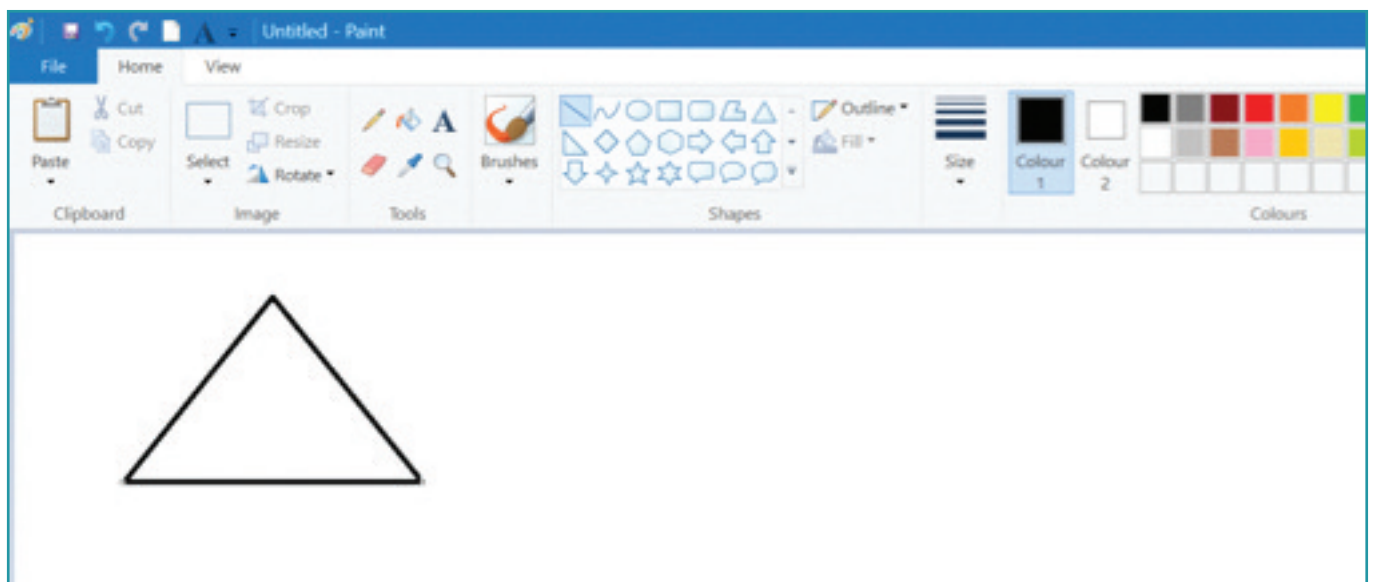 Untitled - Paint
File Home View
Cut
Copy
Paste
Clipboard
Select
Crop
Resize
Rotate
Image
A
Tools
Brushes
Outline
Fill
Shapes
Size
Colour 1
Colour 2
Colours